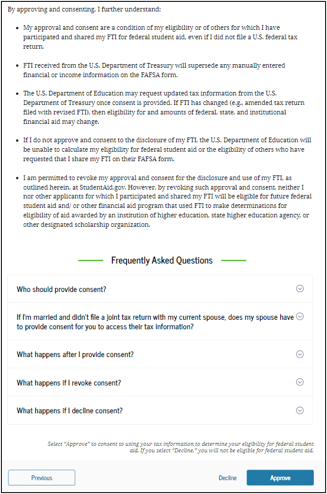 By approving and consenting, I further understand:
• My approval and consent are a condition of my eligibility or of others for which I have
participated and shared my FTI for federal student aid, even if I did not file a U.S. federal tax
return.
• FTI received from the U.S. Department of Treasury will supersede any manually entered
financial or income information on the FAFSA form.
• The U.S. Department of Education may request updated tax information from the U.S.
Department of Treasury once consent is provided. If FTI has changed (e.g., amended tax return
filed with revised FTI), then eligibility for and amounts of federal, state, and institutional
financial aid may change.
• If I do not approve and consent to the disclosure of my FTI, the U.S. Department of Education will
be unable to calculate my eligibility for federal student aid or the eligibility of others who have
requested that I share my FTI on their FAFSA form.
• I am permitted to revoke my approval and consent for the disclosure and use of my FTI, as
outlined herein, at StudentAid.gov. However, by revoking such approval and consent, neither I
nor other applicants for which I participated and shared my FTI will be eligible for future federal
student aid and/ or other financial aid program that used FTI to make determinations for
eligibility of aid awarded by an institution of higher education, state higher education agency, or
other designated scholarship organization.
Frequently Asked Questions
Who should provide consent?
If I'm married and didn't file a joint tax return with my current spouse, does my spouse have
to provide consent for you to access their tax information?
What happens after I provide consent?
What happens if I revoke consent?
What happens if I decline consent?
Select "Approve" to consent to using your tax information to determine your eligibility for federal student
aid. If you select "Decline," you will not be eligible for federal student aid.
Previous
Decline
Approve